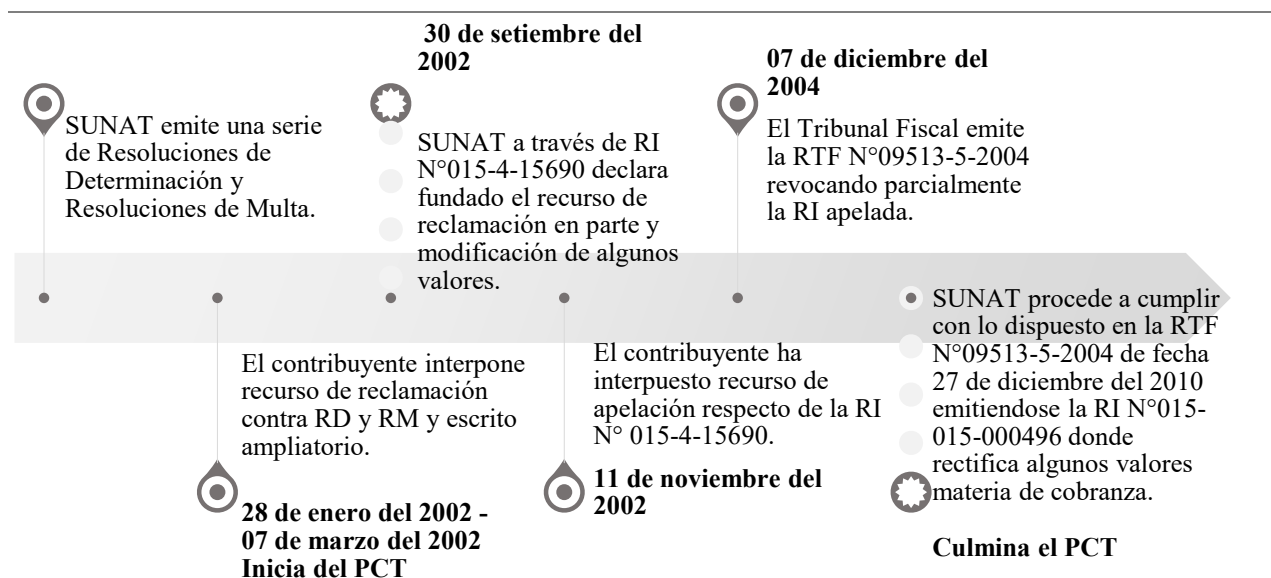 SUNAT emite una serie
de Resoluciones de
Determinación y
Resoluciones de Multa.
El contribuyente interpone
recurso de reclamación
contra RD y RM y escrito
ampliatorio.
28 de enero del 2002 -
07 de marzo del 2002
Inicia del PCT
30 de setiembre del
2002
SUNAT a través de RI
N°015-4-15690 declara
fundado el recurso de
reclamación en parte y
modificación de algunos
valores.
El contribuyente ha
interpuesto recurso de
apelación respecto de la RI
N° 015-4-15690.
11 de noviembre del
2002
07 de diciembre del
2004
El Tribunal Fiscal emite
la RTF N°09513-5-2004
revocando parcialmente
la RI apelada.
SUNAT procede a cumplir
con lo dispuesto en la RTF
N°09513-5-2004 de fecha
27 de diciembre del 2010
emitiendose la RI N°015-
015-000496 donde
rectifica algunos valores
materia de cobranza.
Culmina el PCT